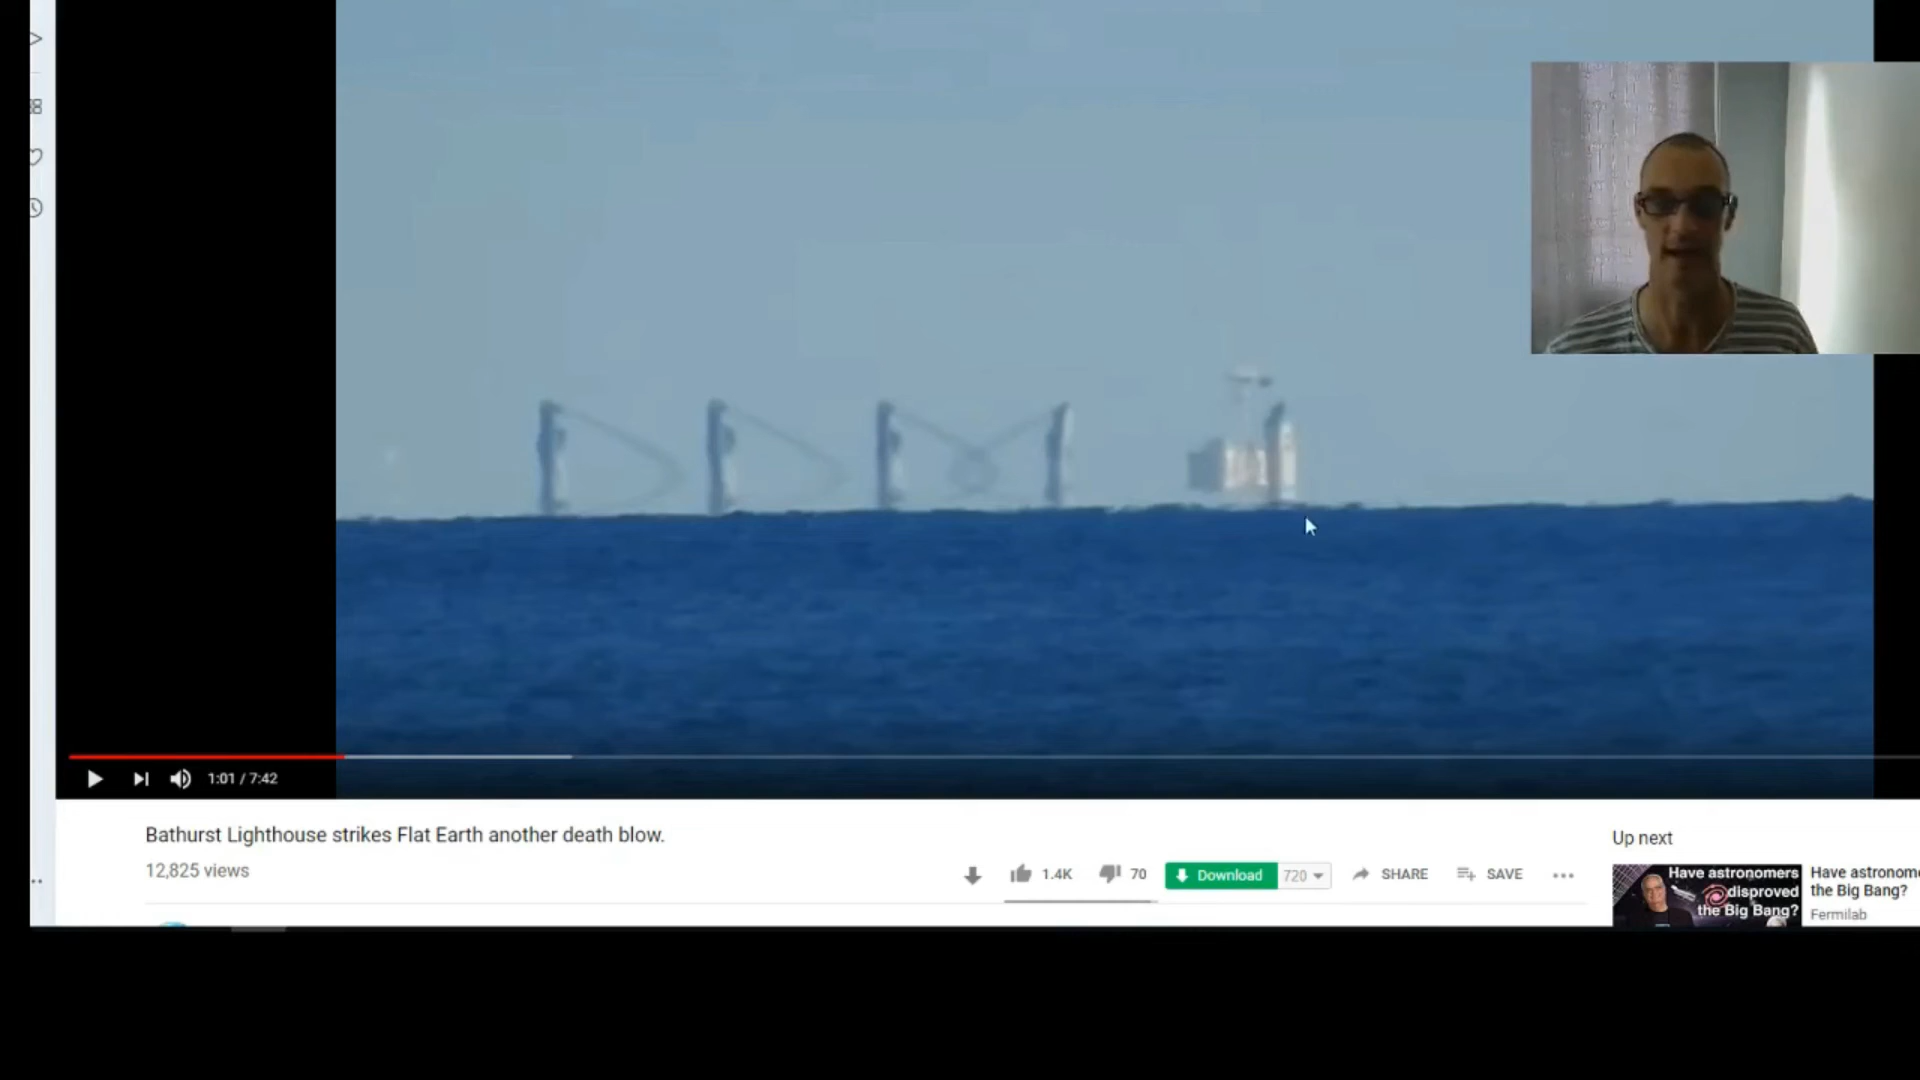 1:01 / 7:42
Bathurst Lighthouse strikes Flat Earth another death blow.
12,825 views
1.4K
70
Download
720
SHARE
SAVE
Up next
Have astronomers
disproved
the Big Bang?
Have astronome
the Big Bang?
Fermilab